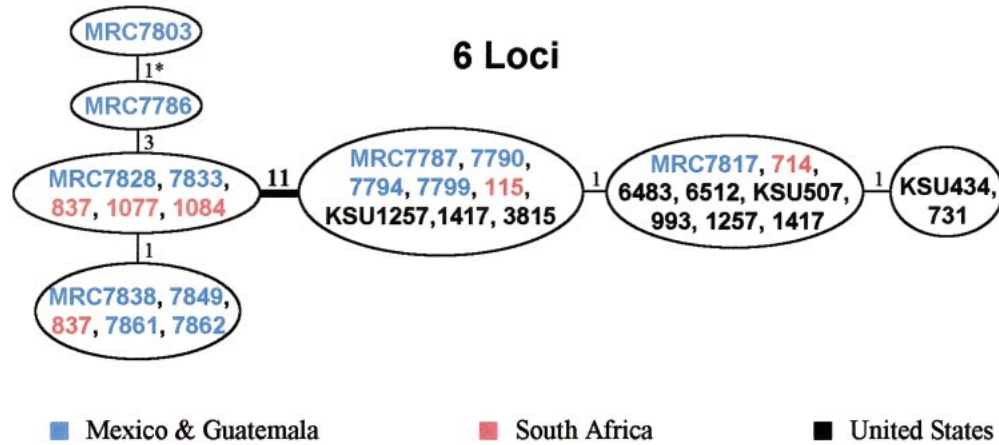 6 Loci
MRC7803
1*
MRC7786
3
MRC7828, 7833,
837, 1077, 1084
1
MRC7838, 7849,
837, 7861, 7862
11
MRC7787, 7790,
7794, 7799, 115,
KSU1257,1417, 3815
1
MRC7817, 714,
6483, 6512, KSU507,
993, 1257, 1417
1
KSU434,
731
Mexico & Guatemala
South Africa
United States